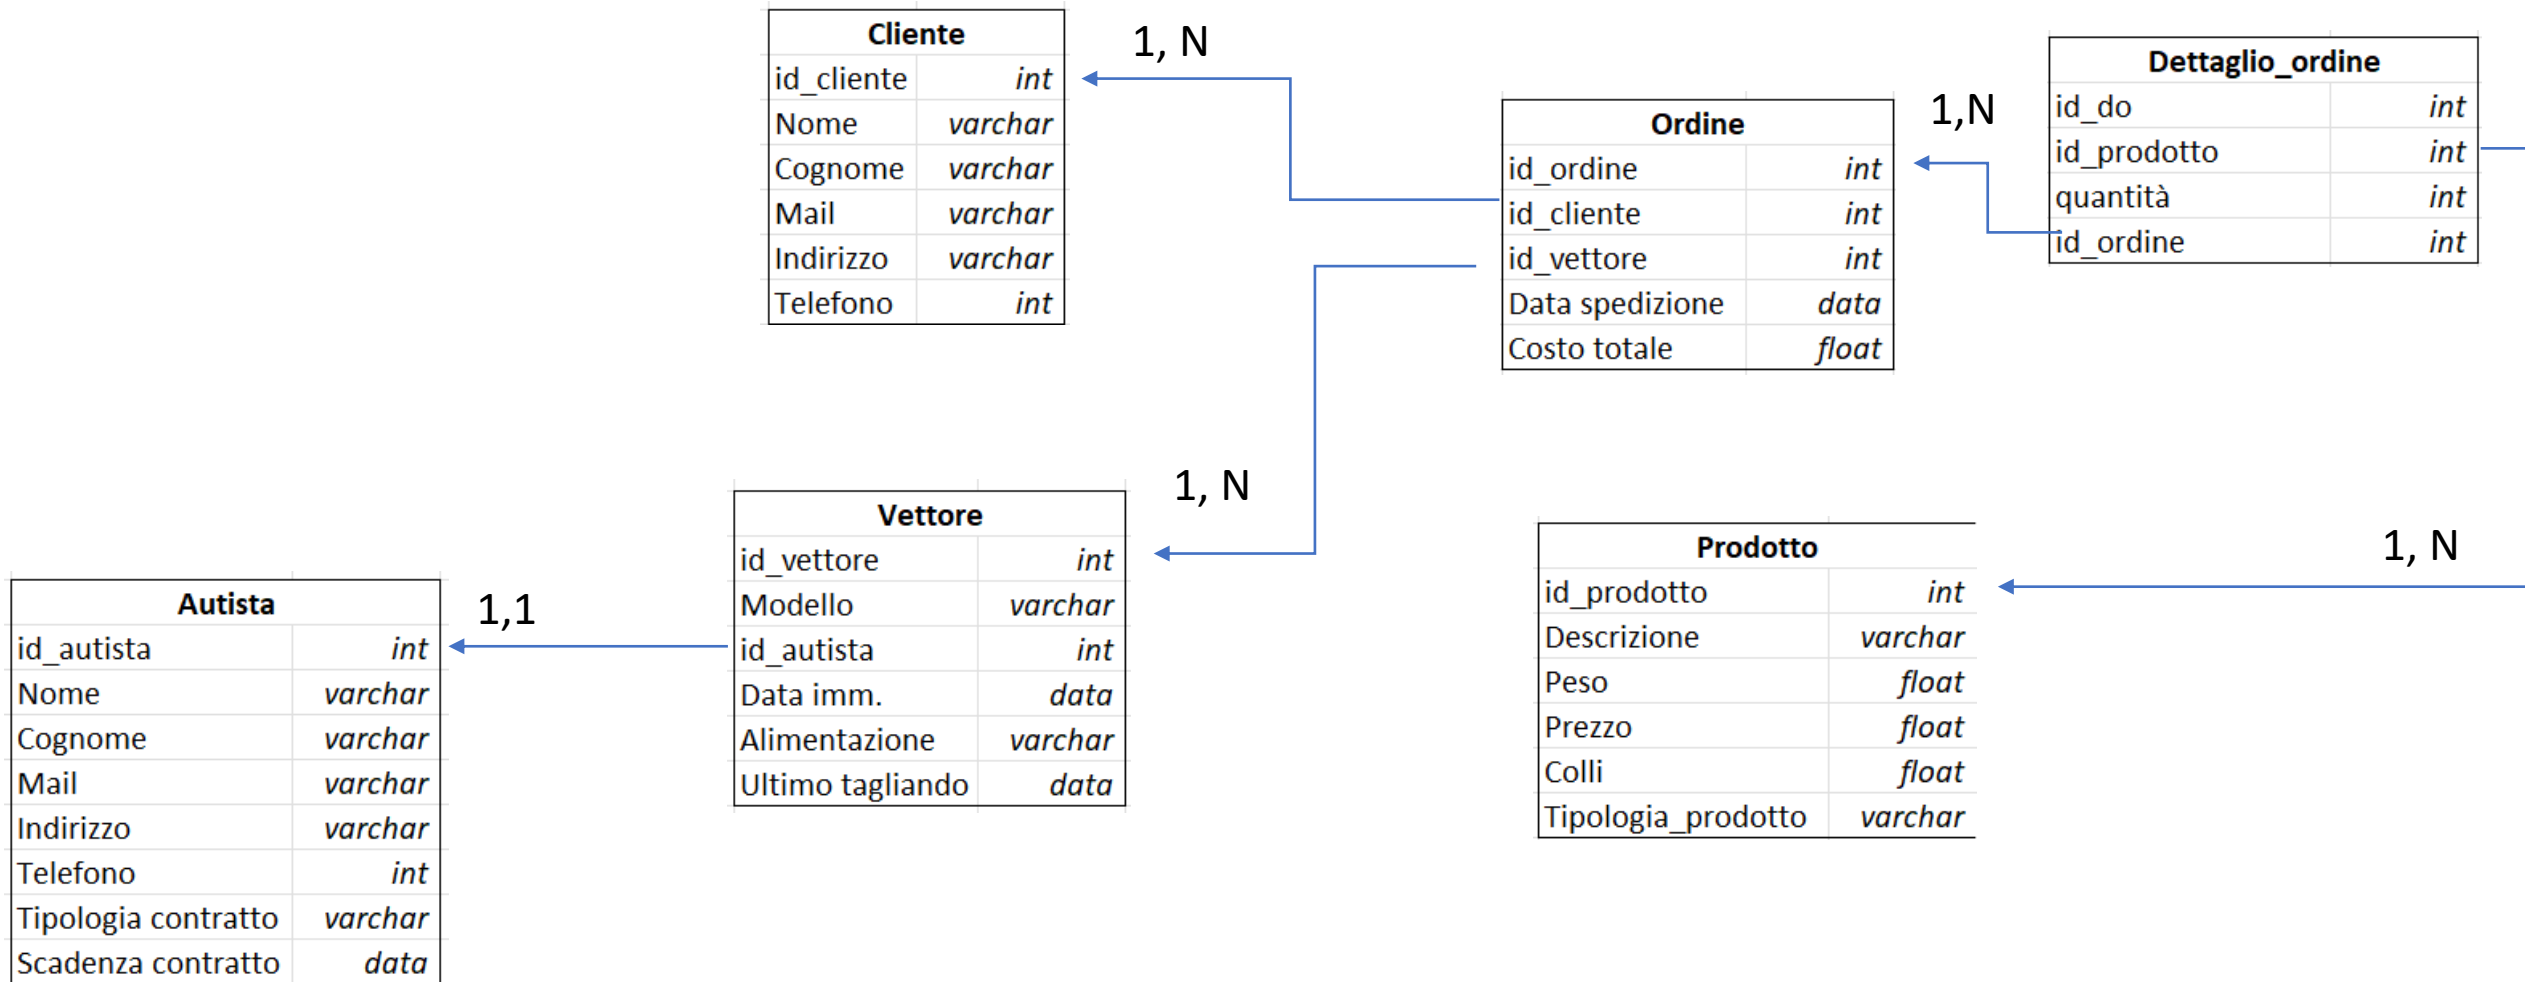 Cliente
id_cliente int
Nome varchar
Cognome varchar
Mail varchar
Indirizzo varchar
Telefono int
1, N
Ordine
id_ordine int
id_cliente int
id_vettore int
Data spedizione data
Costo totale float
1,N
Dettaglio_ordine
id_do int
id_prodotto int
quantità int
id_ordine int
Autista
id_autista int
Nome varchar
Cognome varchar
Mail varchar
Indirizzo varchar
Telefono int
Tipologia contratto varchar
Scadenza contratto data
1,1
Vettore
id_vettore int
Modello varchar
id_autista int
Data imm. data
Alimentazione varchar
Ultimo tagliando data
1, N
Prodotto
id_prodotto int
Descrizione varchar
Peso float
Prezzo float
Colli float
Tipologia_prodotto varchar
1, N